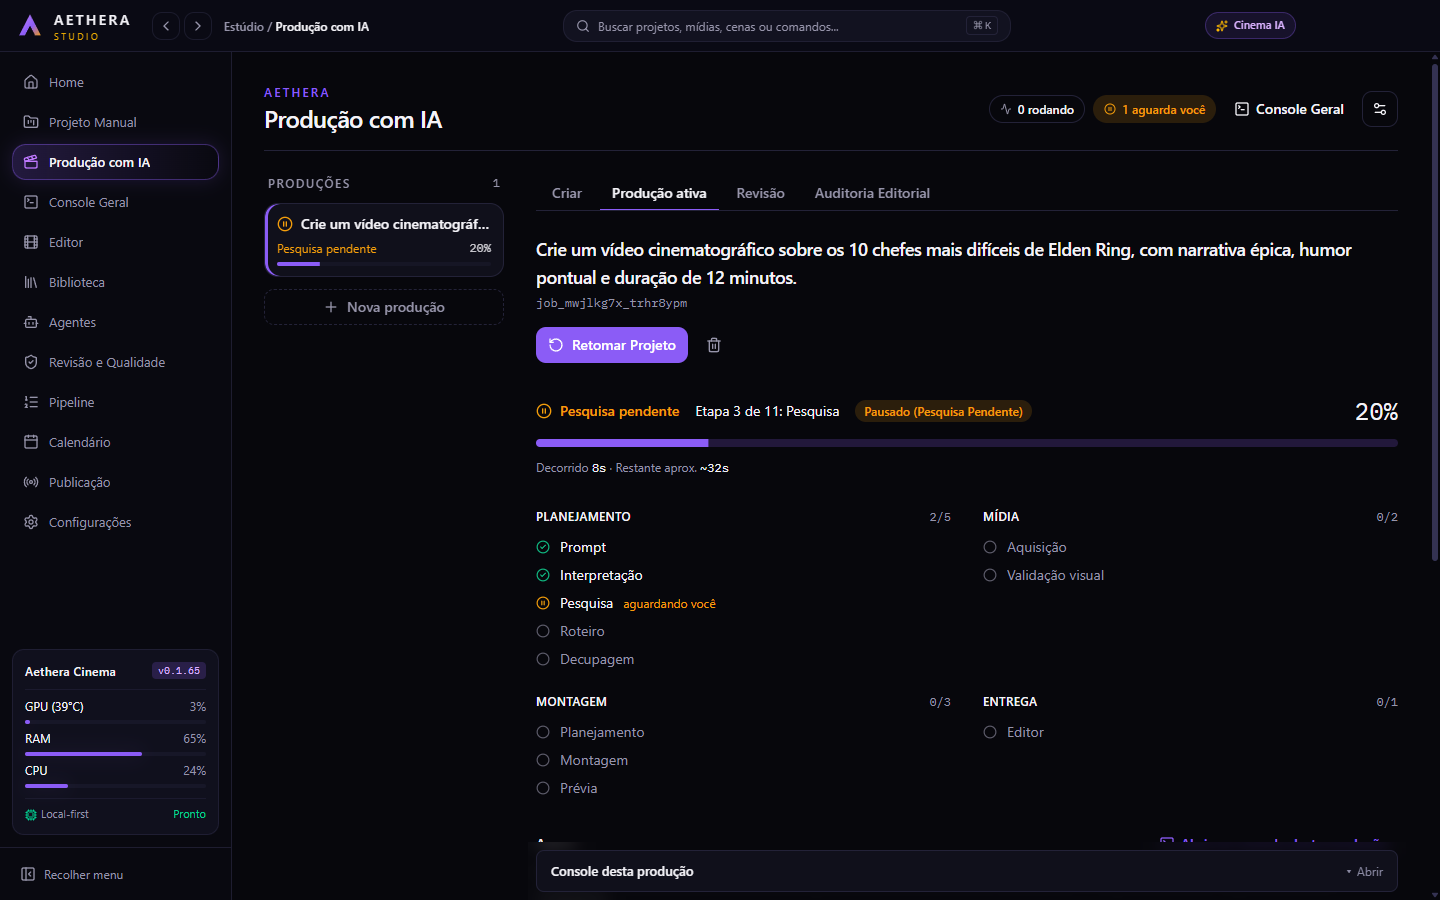 AETHERA
STUDIO
Estúdio / Produção com IA
Buscar projetos, mídias, cenas ou comandos...
⌘ K
Cinema IA
Home
Projeto Manual
Produção com IA
Console Geral
Editor
Biblioteca
Agentes
Revisão e Qualidade
Pipeline
Calendário
Publicação
Configurações
Aethera Cinema
v0.1.65
GPU (39°C)
3%
RAM
65%
CPU
24%
Local-first
Pronto
Recolher menu
AETHERA
Produção com IA
0 rodando
1 aguarda você
Console Geral
PRODUÇÕES
1
Crie um vídeo cinematográf...
Pesquisa pendente
20%
Nova produção
Criar
Produção ativa
Revisão
Auditoria Editorial
Crie um vídeo cinematográfico sobre os 10 chefes mais difíceis de Elden Ring, com narrativa épica, humor
pontual e duração de 12 minutos.
job_mwjlkg7x_trhr8ypm
Retomar Projeto
Pesquisa pendente
Etapa 3 de 11: Pesquisa
Pausado (Pesquisa Pendente)
20%
Decorrido 8s · Restante aprox. ~32s
PLANEJAMENTO
2/5
Prompt
Interpretação
Pesquisa aguardando você
Roteiro
Decupagem
MÍDIA
0/2
Aquisição
Validação visual
MONTAGEM
0/3
Planejamento
Montagem
Prévia
ENTREGA
0/1
Editor
Console desta produção
Abrir